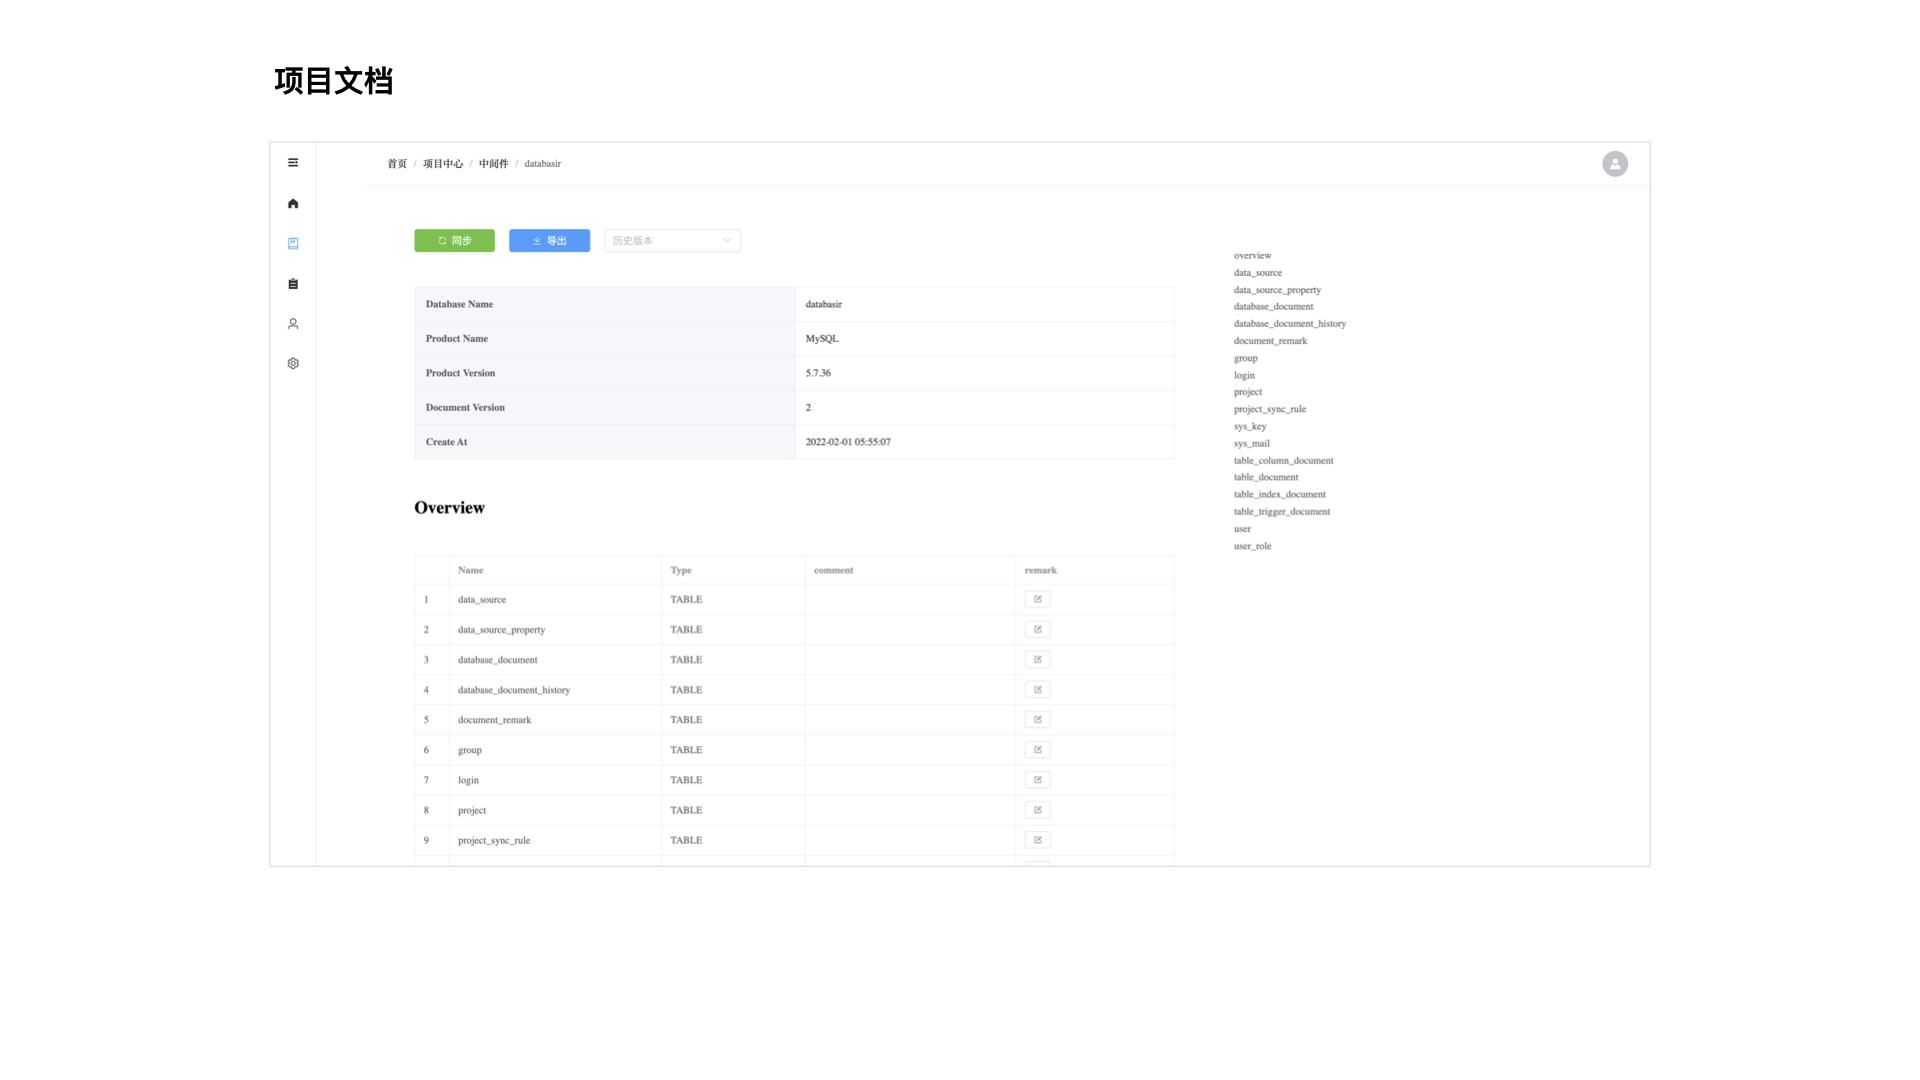 项目文档
首页 / 项目中心 / 中间件 / databasir
同步 导出 历史版本
Database Name databasir
Product Name MySQL
Product Version 5.7.36
Document Version 2
Create At 2022-02-01 05:55:07
Overview
Name Type comment remark
1 data_source TABLE
2 data_source_property TABLE
3 database_document TABLE
4 database_document_history TABLE
5 document_remark TABLE
6 group TABLE
7 login TABLE
8 project TABLE
9 project_sync_rule TABLE
overview
data_source
data_source_property
database_document
database_document_history
document_remark
group
login
project
project_sync_rule
sys_key
sys_mail
table_column_document
table_document
table_index_document
table_trigger_document
user
user_role